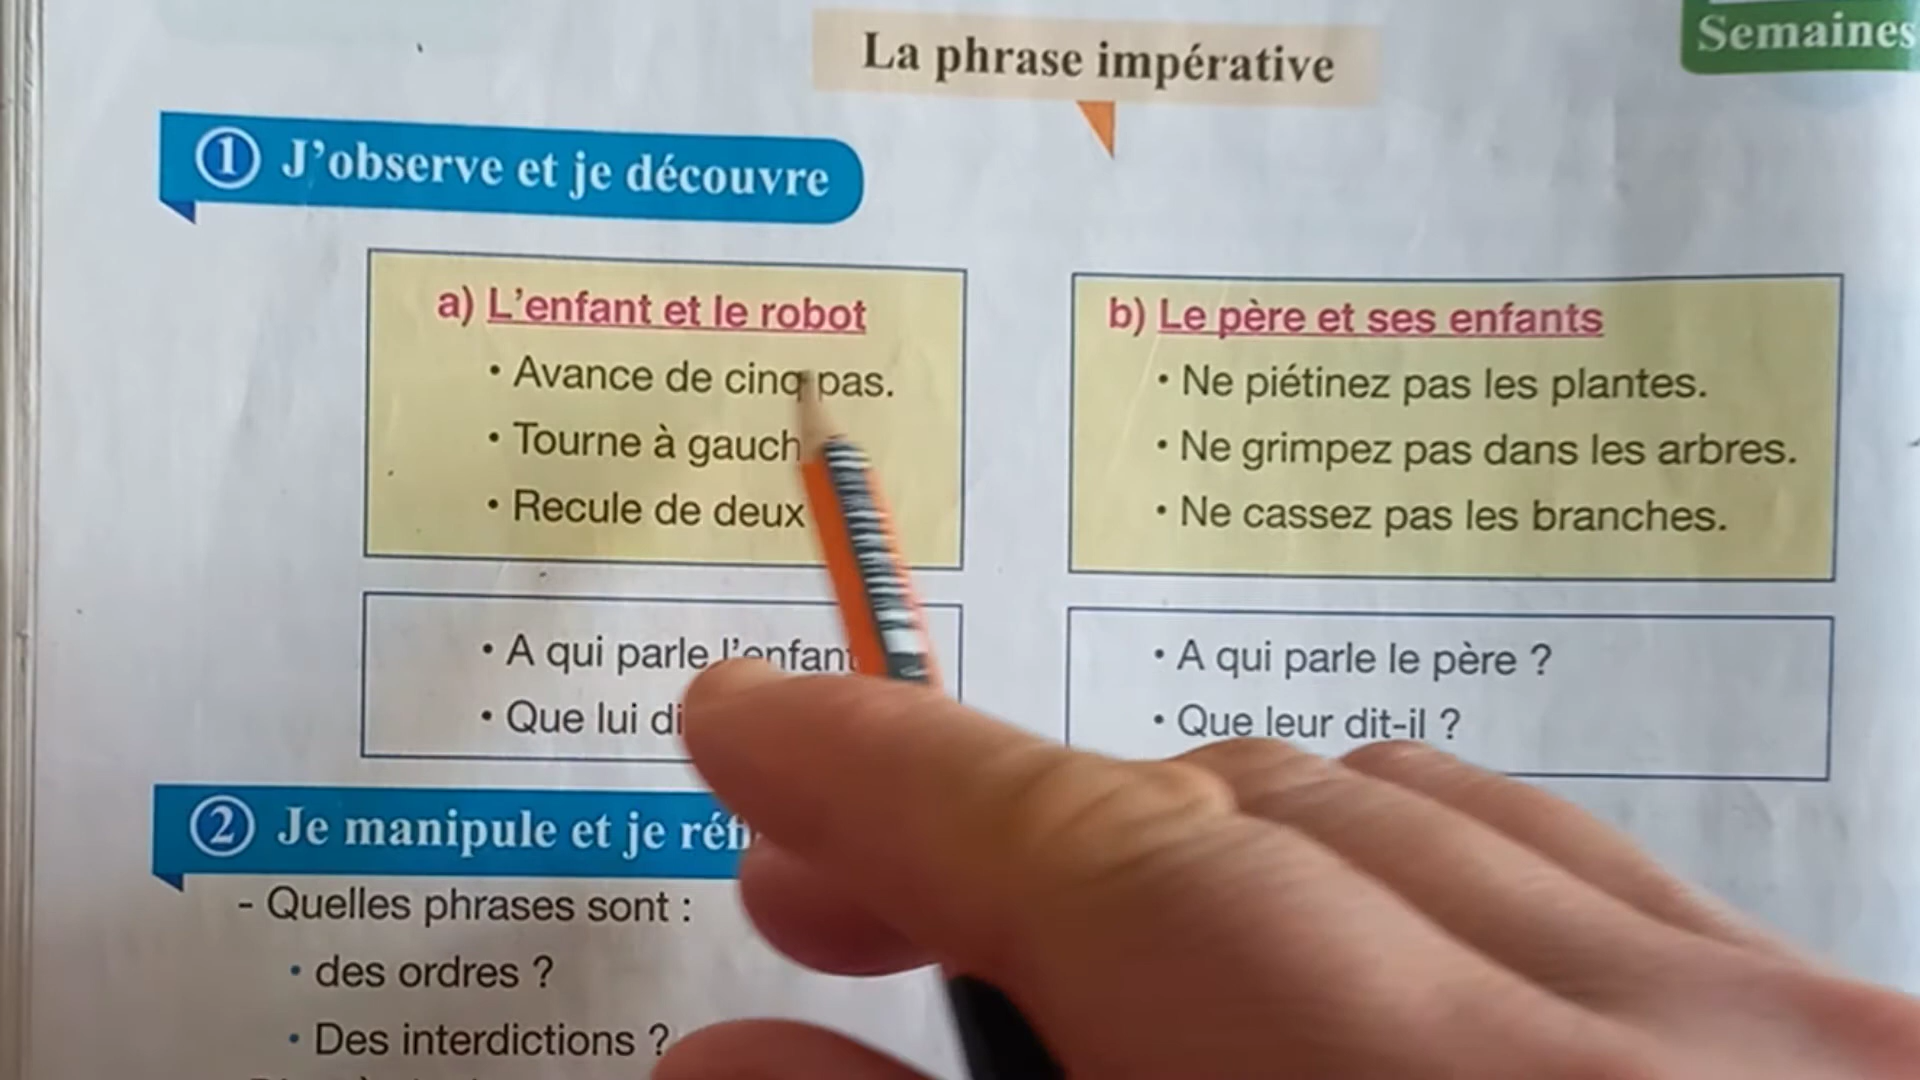 Semaines
La phrase impérative
1 J'observe et je découvre
a) L'enfant et le robot
• Avance de cinq pas.
• Tourne à
• Recule de deux
b) Le père et ses enfants
• Ne piétinez pas les plantes.
• Ne grimpez pas dans les arbres.
• Ne cassez pas les branches.
• A qui parle l'enfant
• Que lui
• A qui parle le père ?
• Que leur dit-il ?
2 Je manipule et je
- Quelles phrases sont :
• des ordres ?
• Des interdictions ?